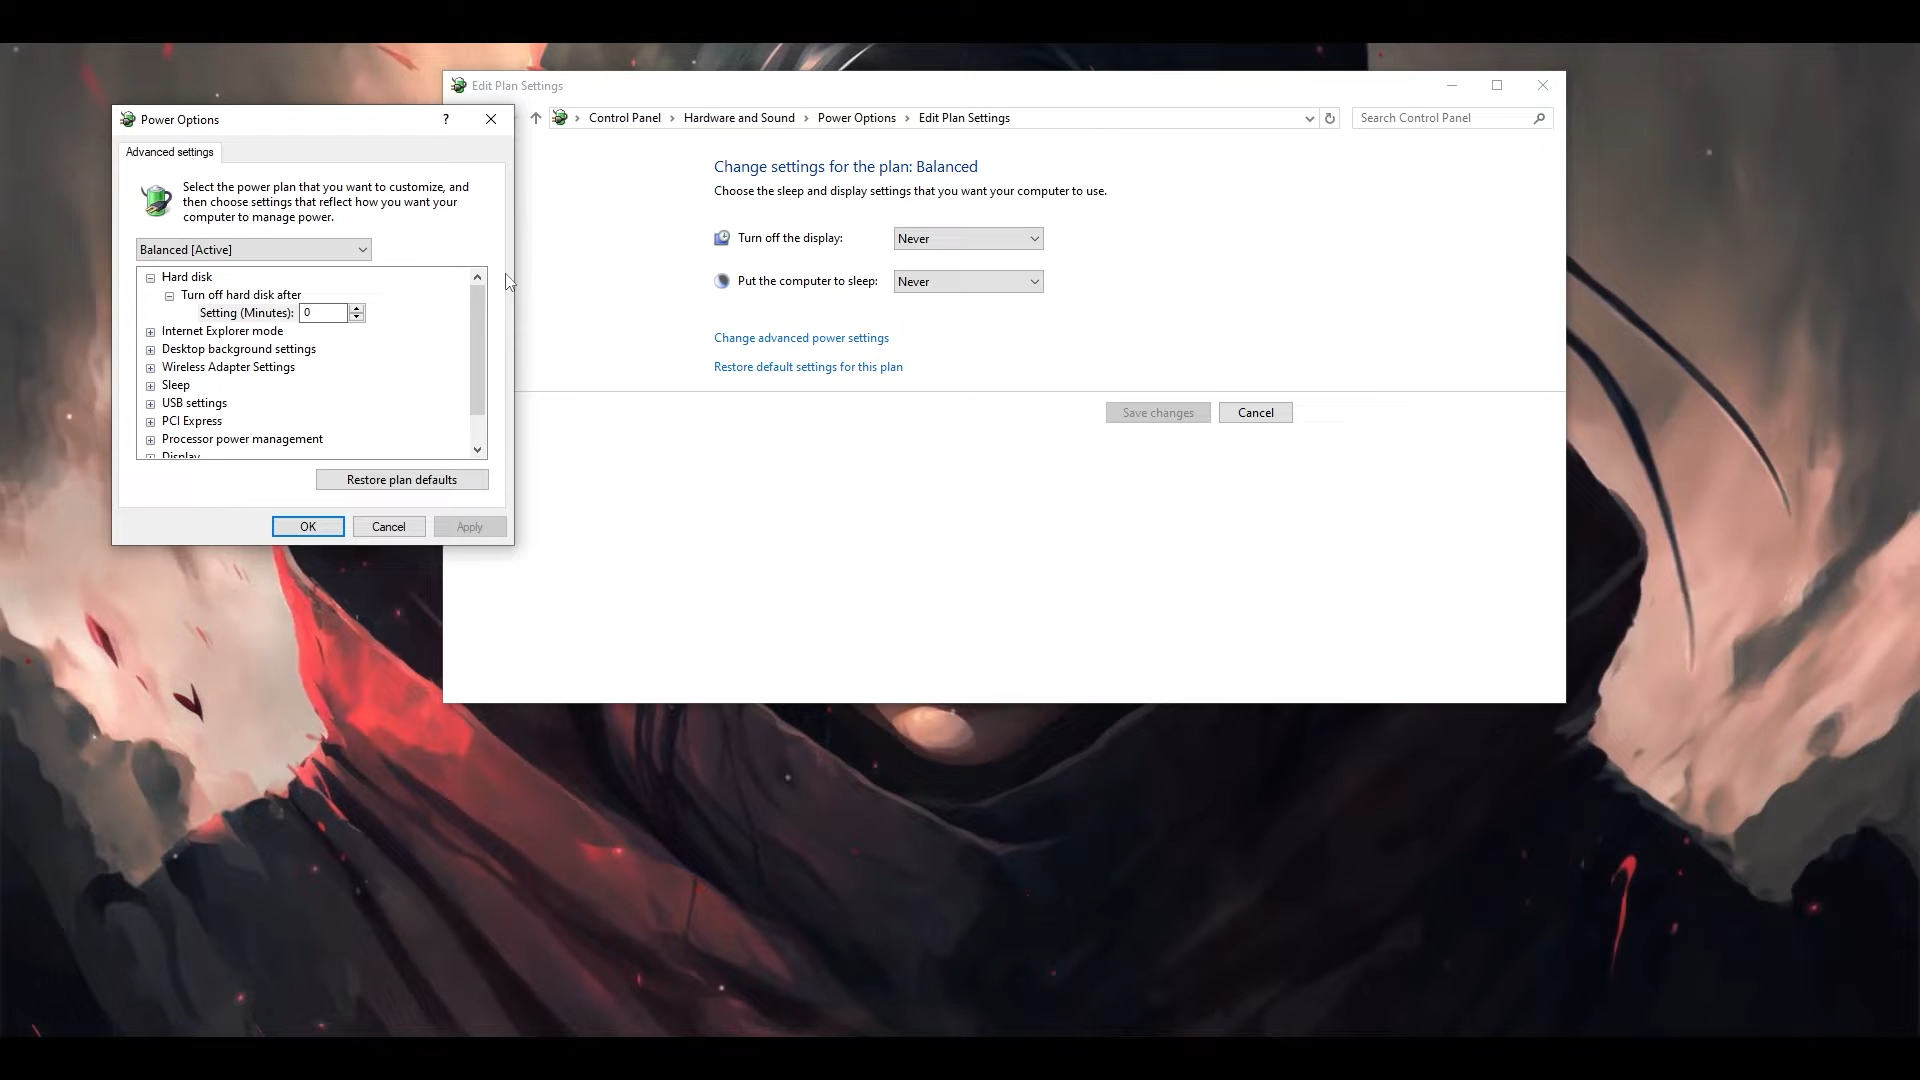 Edit Plan Settings
Power Options
?
Control Panel > Hardware and Sound > Power Options > Edit Plan Settings
Search Control Panel
Advanced settings
Select the power plan that you want to customize, and
then choose settings that reflect how you want your
computer to manage power.
Balanced [Active]
Hard disk
Turn off hard disk after
Setting (Minutes): 0
Internet Explorer mode
Desktop background settings
Wireless Adapter Settings
Sleep
USB settings
PCI Express
Processor power management
Display
Restore plan defaults
OK Cancel Apply
Change settings for the plan: Balanced
Choose the sleep and display settings that you want your computer to use.
Turn off the display: Never
Put the computer to sleep: Never
Change advanced power settings
Restore default settings for this plan
Save changes Cancel